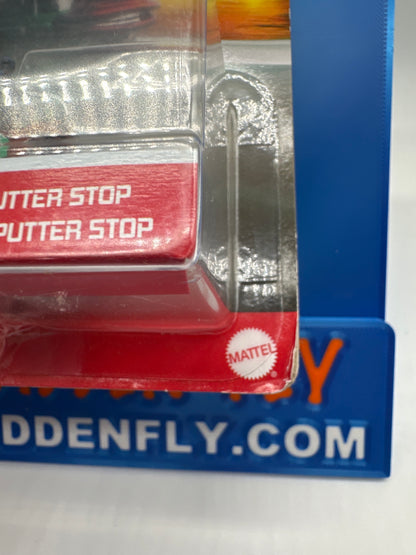 UTTER STOP
PUTTER STOP
MATTEL
®
DDENFLY.COM